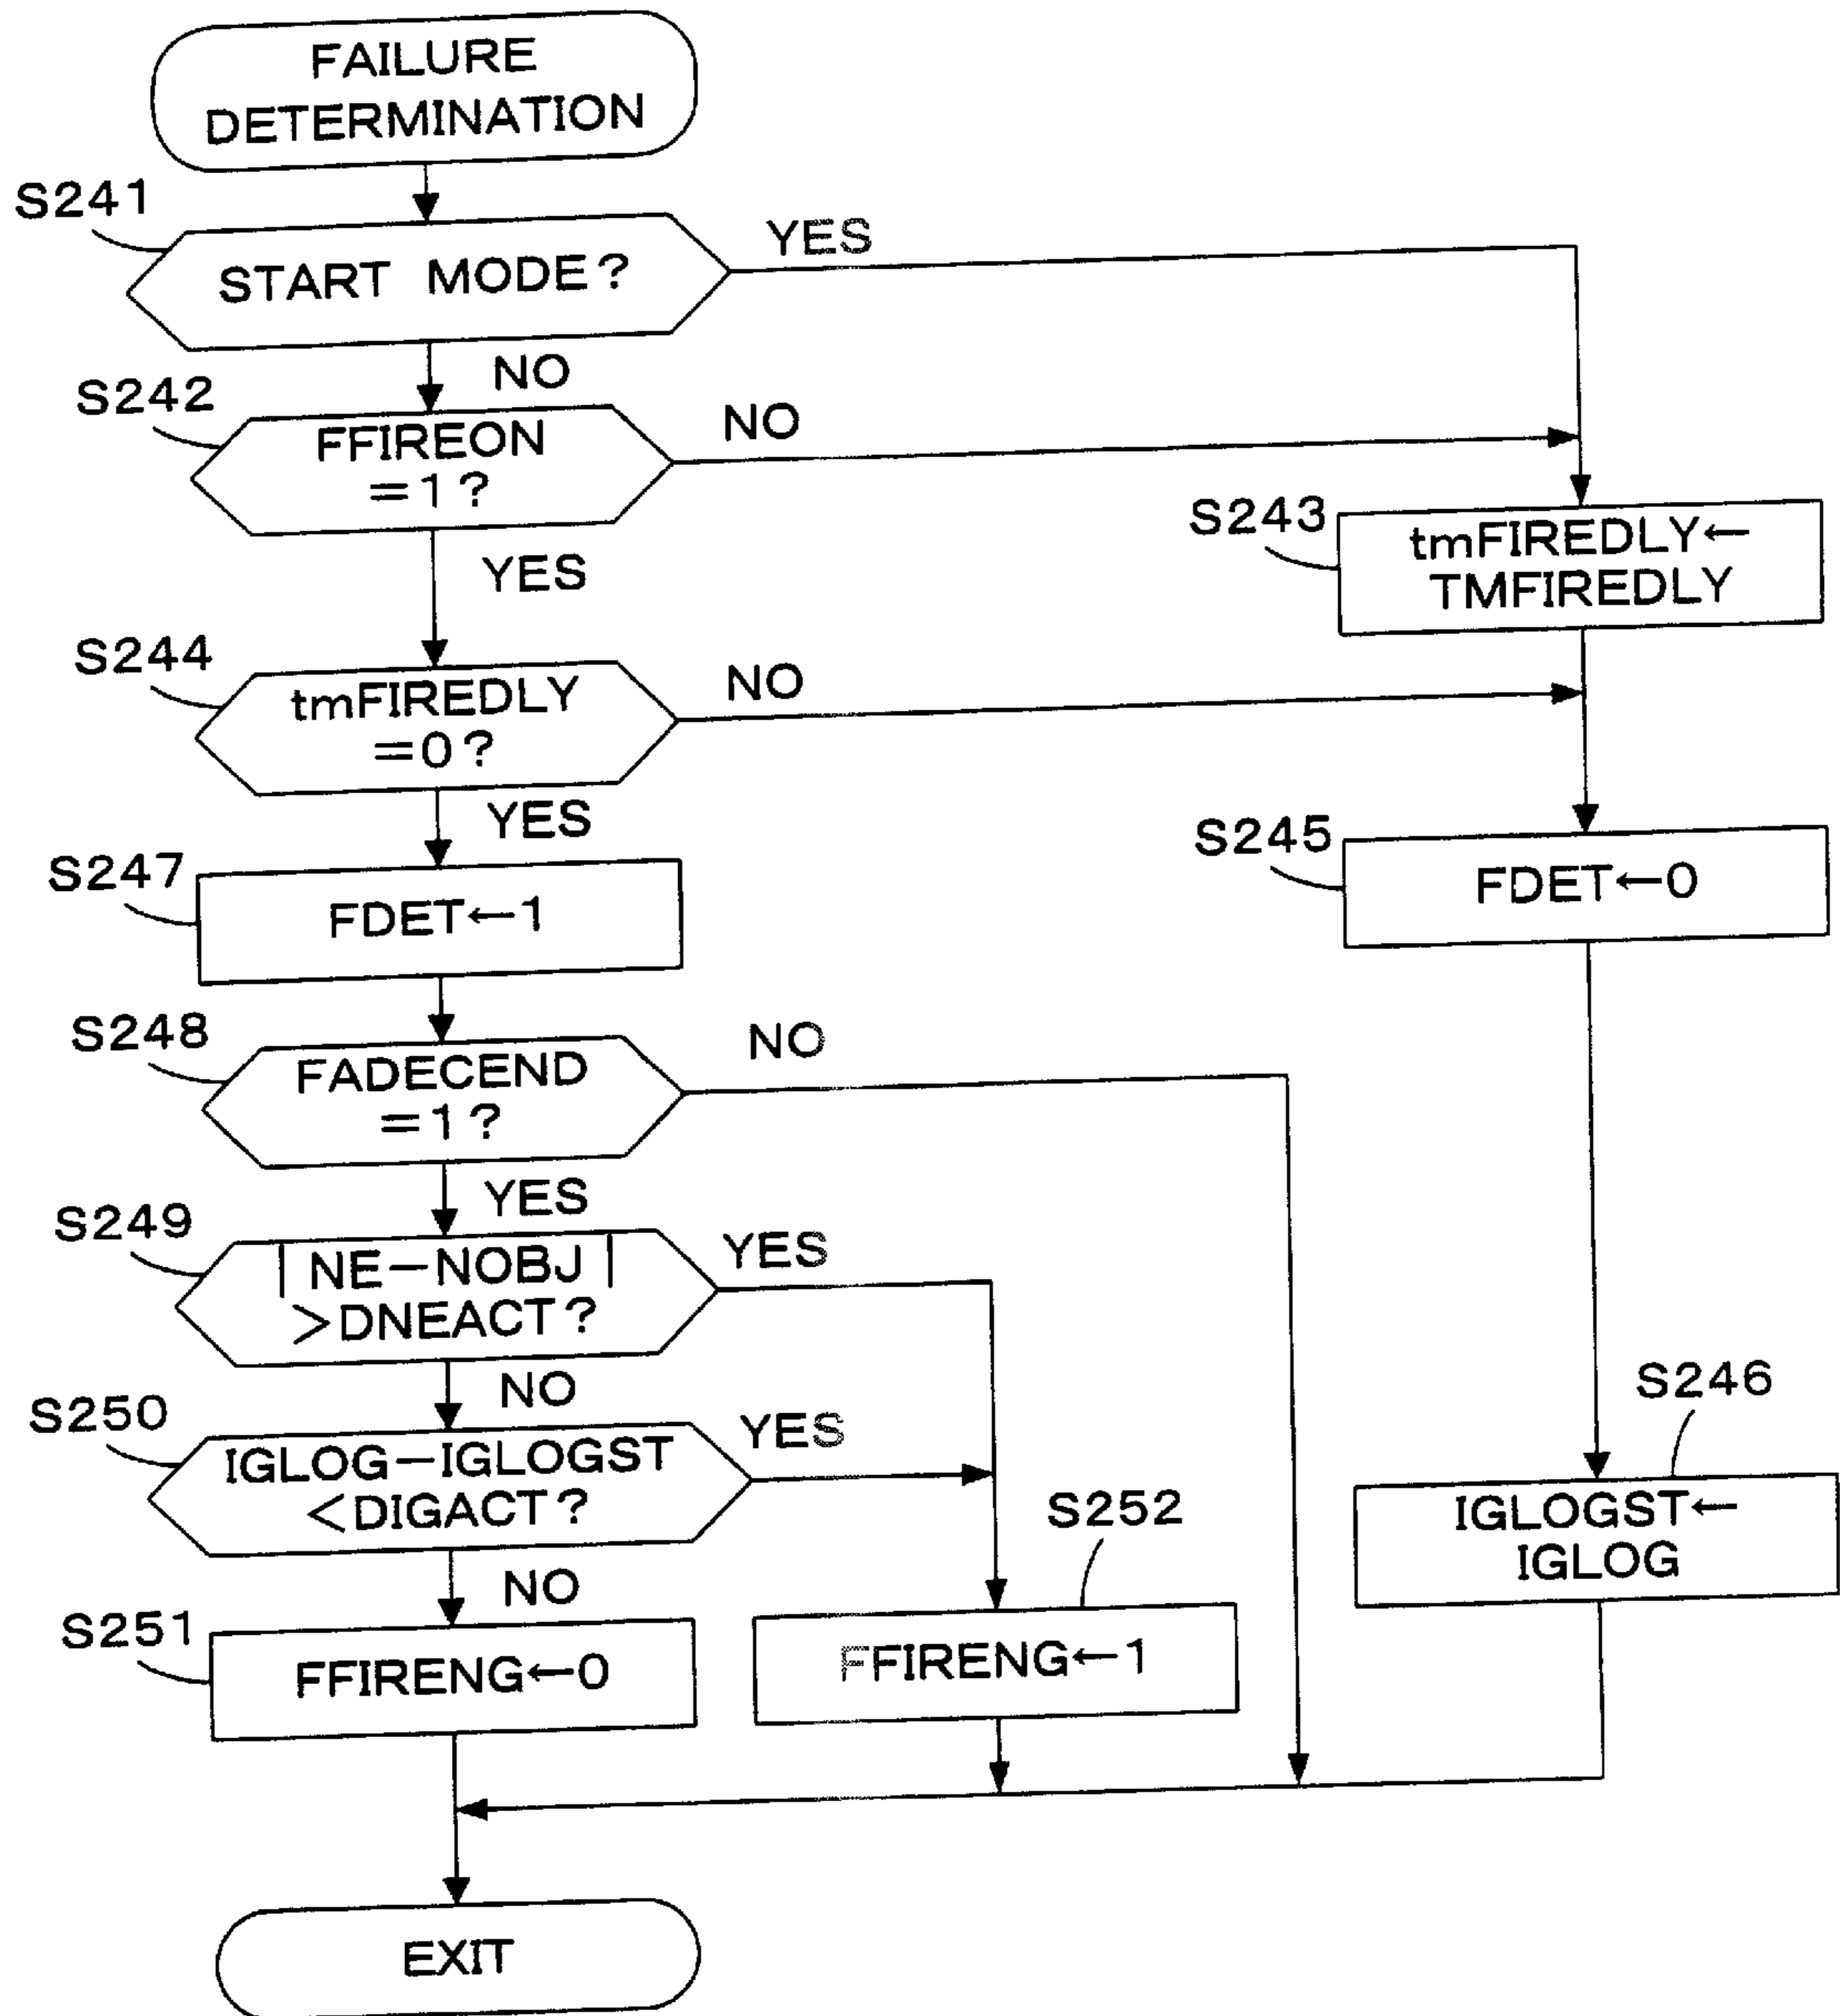 FAILURE
DETERMINATION
S241
START MODE?
YES
NO
S242
FFIREON
=1?
NO
YES
S243
tmFIREDLY←
TMFIREDLY
S244
tmFIREDLY
=0?
NO
YES
S245
FDET←0
S247
FDET←1
S248
FADECEND
=1?
NO
YES
S249
|NE-NOBJ|
>DNEACT?
YES
NO
S250
IGLOG-IGLOGST
<DIGACT?
YES
NO
S246
IGLOGST←
IGLOG
S252
FFIRENG←1
S251
FFIRENG←0
EXIT